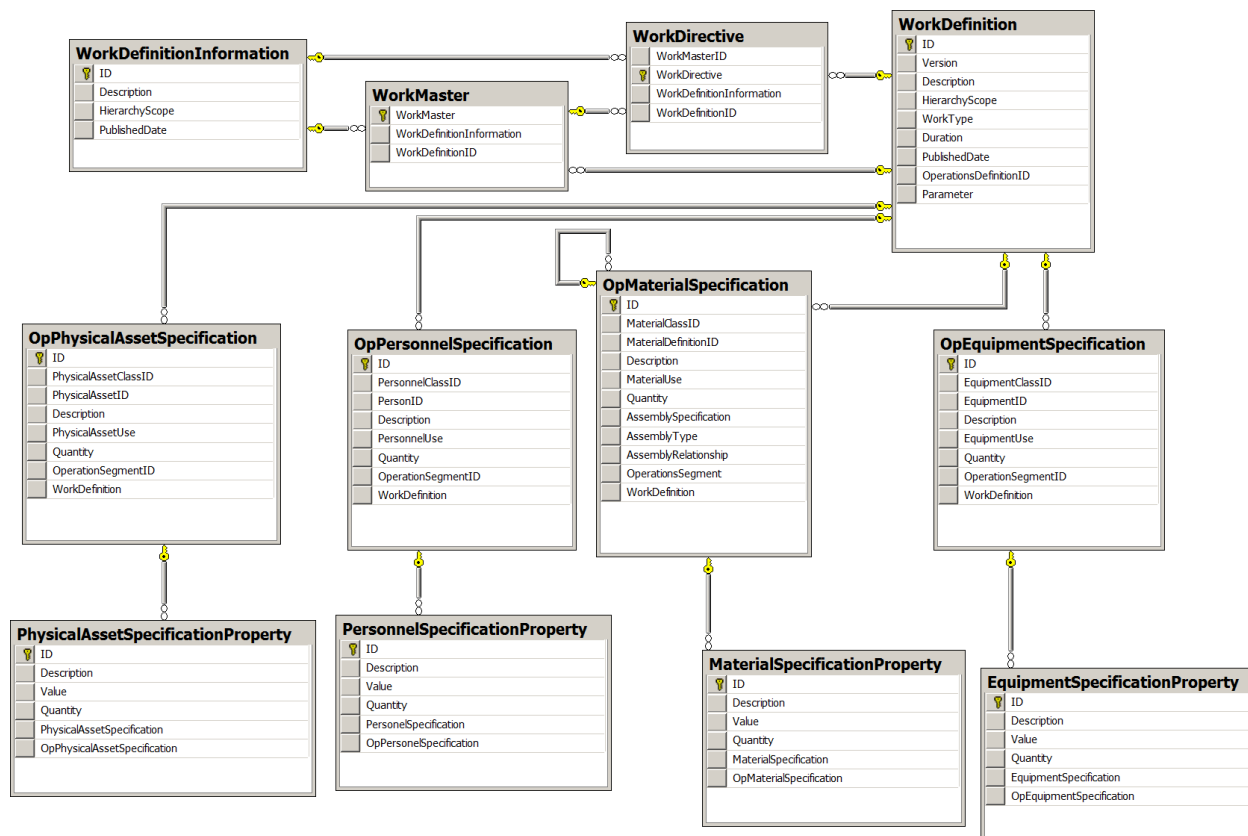 WorkDefinitionInformation
ID
Description
HierarchyScope
PublishedDate
WorkMaster
WorkMaster
WorkDefinitionInformation
WorkDefinitionID
WorkDirective
WorkMasterID
WorkDirective
WorkDefinitionInformation
WorkDefinitionID
WorkDefinition
ID
Version
Description
HierarchyScope
WorkType
Duration
PublishedDate
OperationsDefinitionID
Parameter
OpPhysicalAssetSpecification
ID
PhysicalAssetClassID
PhysicalAssetID
Description
PhysicalAssetUse
Quantity
OperationSegmentID
WorkDefinition
OpPersonnelSpecification
ID
PersonnelClassID
PersonID
Description
PersonnelUse
Quantity
OperationSegmentID
WorkDefinition
OpMaterialSpecification
ID
MaterialClassID
MaterialDefinitionID
Description
MaterialUse
Quantity
AssemblySpecification
AssemblyType
AssemblyRelationship
OperationsSegment
WorkDefinition
OpEquipmentSpecification
ID
EquipmentClassID
EquipmentID
Description
EquipmentUse
Quantity
OperationSegmentID
WorkDefinition
PhysicalAssetSpecificationProperty
ID
Description
Value
Quantity
PhysicalAssetSpecification
OpPhysicalAssetSpecification
PersonnelSpecificationProperty
ID
Description
Value
Quantity
PersonelSpecification
OpPersonelSpecification
MaterialSpecificationProperty
ID
Description
Value
Quantity
MaterialSpecification
OpMaterialSpecification
EquipmentSpecificationProperty
ID
Description
Value
Quantity
EquipmentSpecification
OpEquipmentSpecification